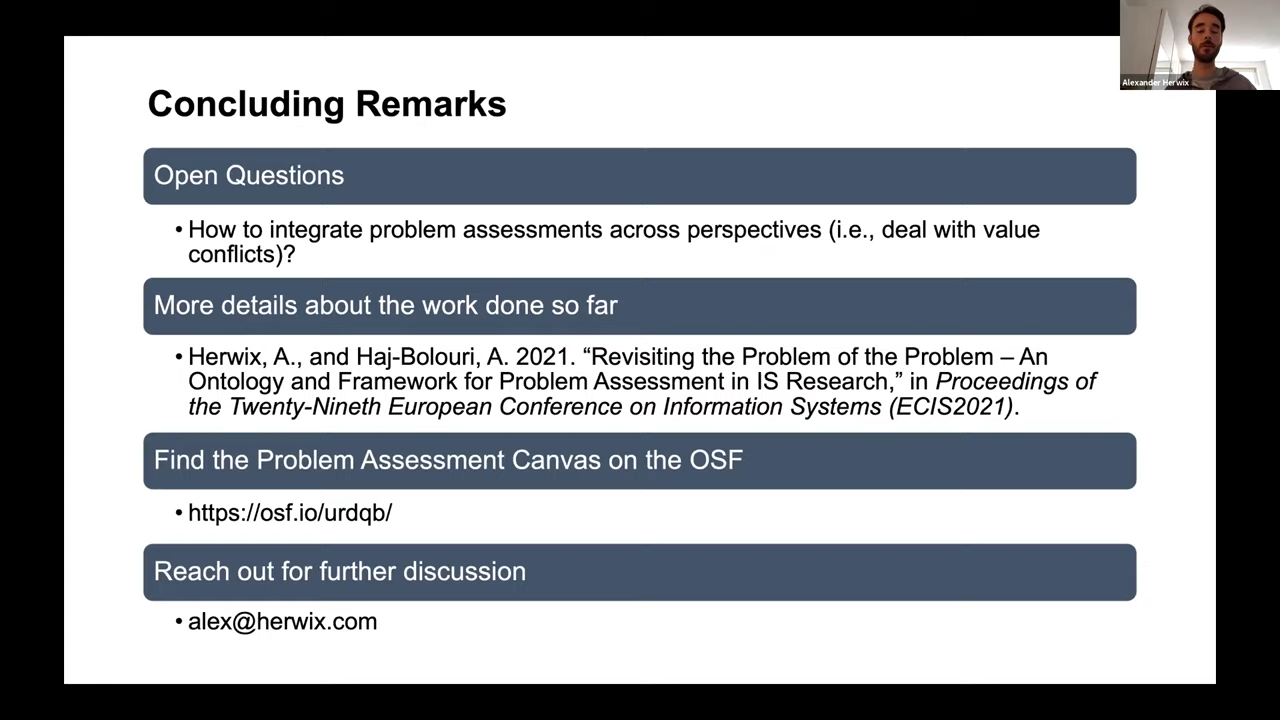 Alexander Herwix
Concluding Remarks
Open Questions
• How to integrate problem assessments across perspectives (i.e., deal with value
conflicts)?
More details about the work done so far
• Herwix, A., and Haj-Bolouri, A. 2021. “Revisiting the Problem of the Problem – An
Ontology and Framework for Problem Assessment in IS Research,” in Proceedings of
the Twenty-Nineth European Conference on Information Systems (ECIS2021).
Find the Problem Assessment Canvas on the OSF
• https://osf.io/urdqb/
Reach out for further discussion
• alex@herwix.com